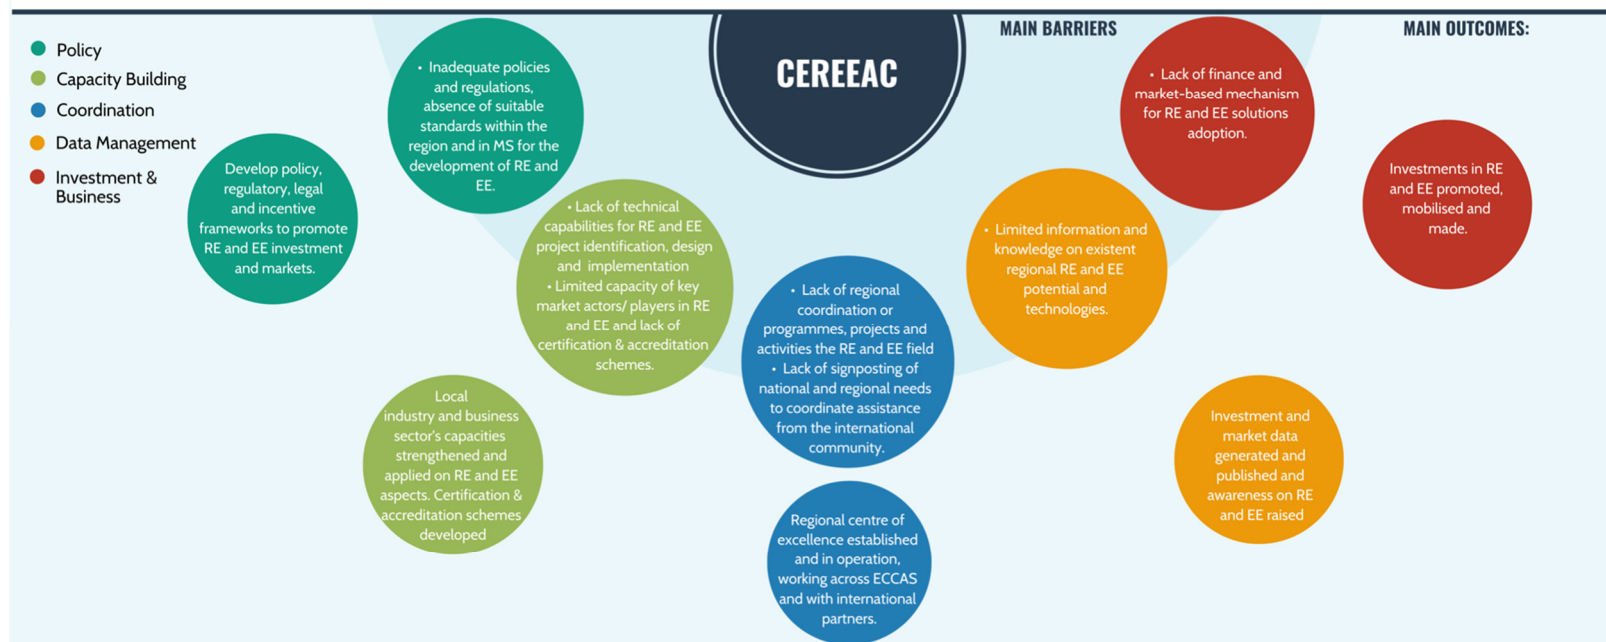 CEREEAC
MAIN BARRIERS
MAIN OUTCOMES:
Policy
Capacity Building
Coordination
Data Management
Investment &
Business
• Inadequate policies
and regulations,
absence of suitable
standards within the
region and in MS for the
development of RE and
EE.
• Lack of technical
capabilities for RE and EE
project identification, design
and implementation
• Limited capacity of key
market actors/ players in RE
and EE and lack of
certification & accreditation
schemes.
• Lack of regional
coordination or
programmes, projects and
activities the RE and EE field
• Lack of signposting of
national and regional needs
to coordinate assistance
from the international
community.
• Limited information and
knowledge on existent
regional RE and EE
potential and
technologies.
• Lack of finance and
market-based mechanism
for RE and EE solutions
adoption.
Develop policy,
regulatory, legal
and incentive
frameworks to promote
RE and EE investment
and markets.
Local
industry and business
sector's capacities
strengthened and
applied on RE and EE
aspects. Certification &
accreditation schemes
developed
Regional centre of
excellence established
and in operation,
working across ECCAS
and with international
partners.
Investment and
market data
generated and
published and
awareness on RE
and EE raised
Investments in RE
and EE promoted,
mobilised and
made.